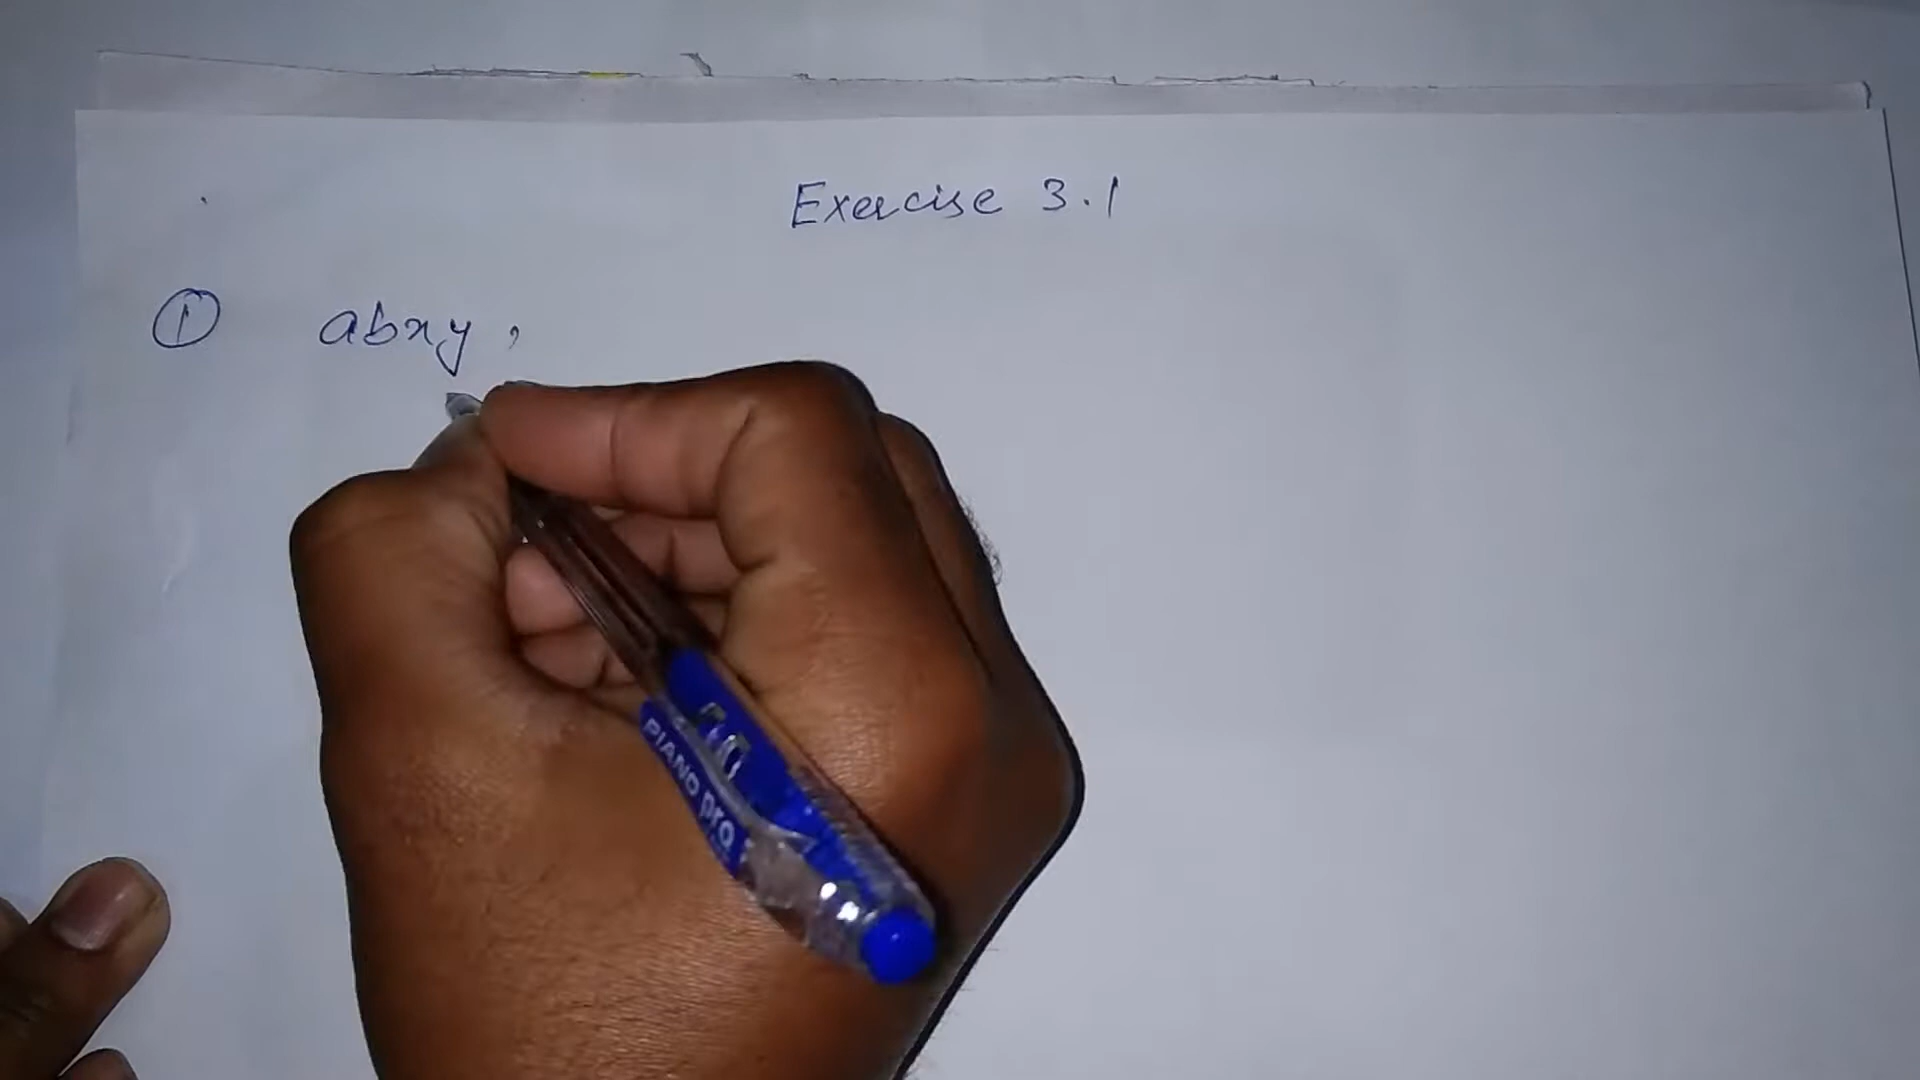 Exercise 3.1
① abxy,
PIANO pro